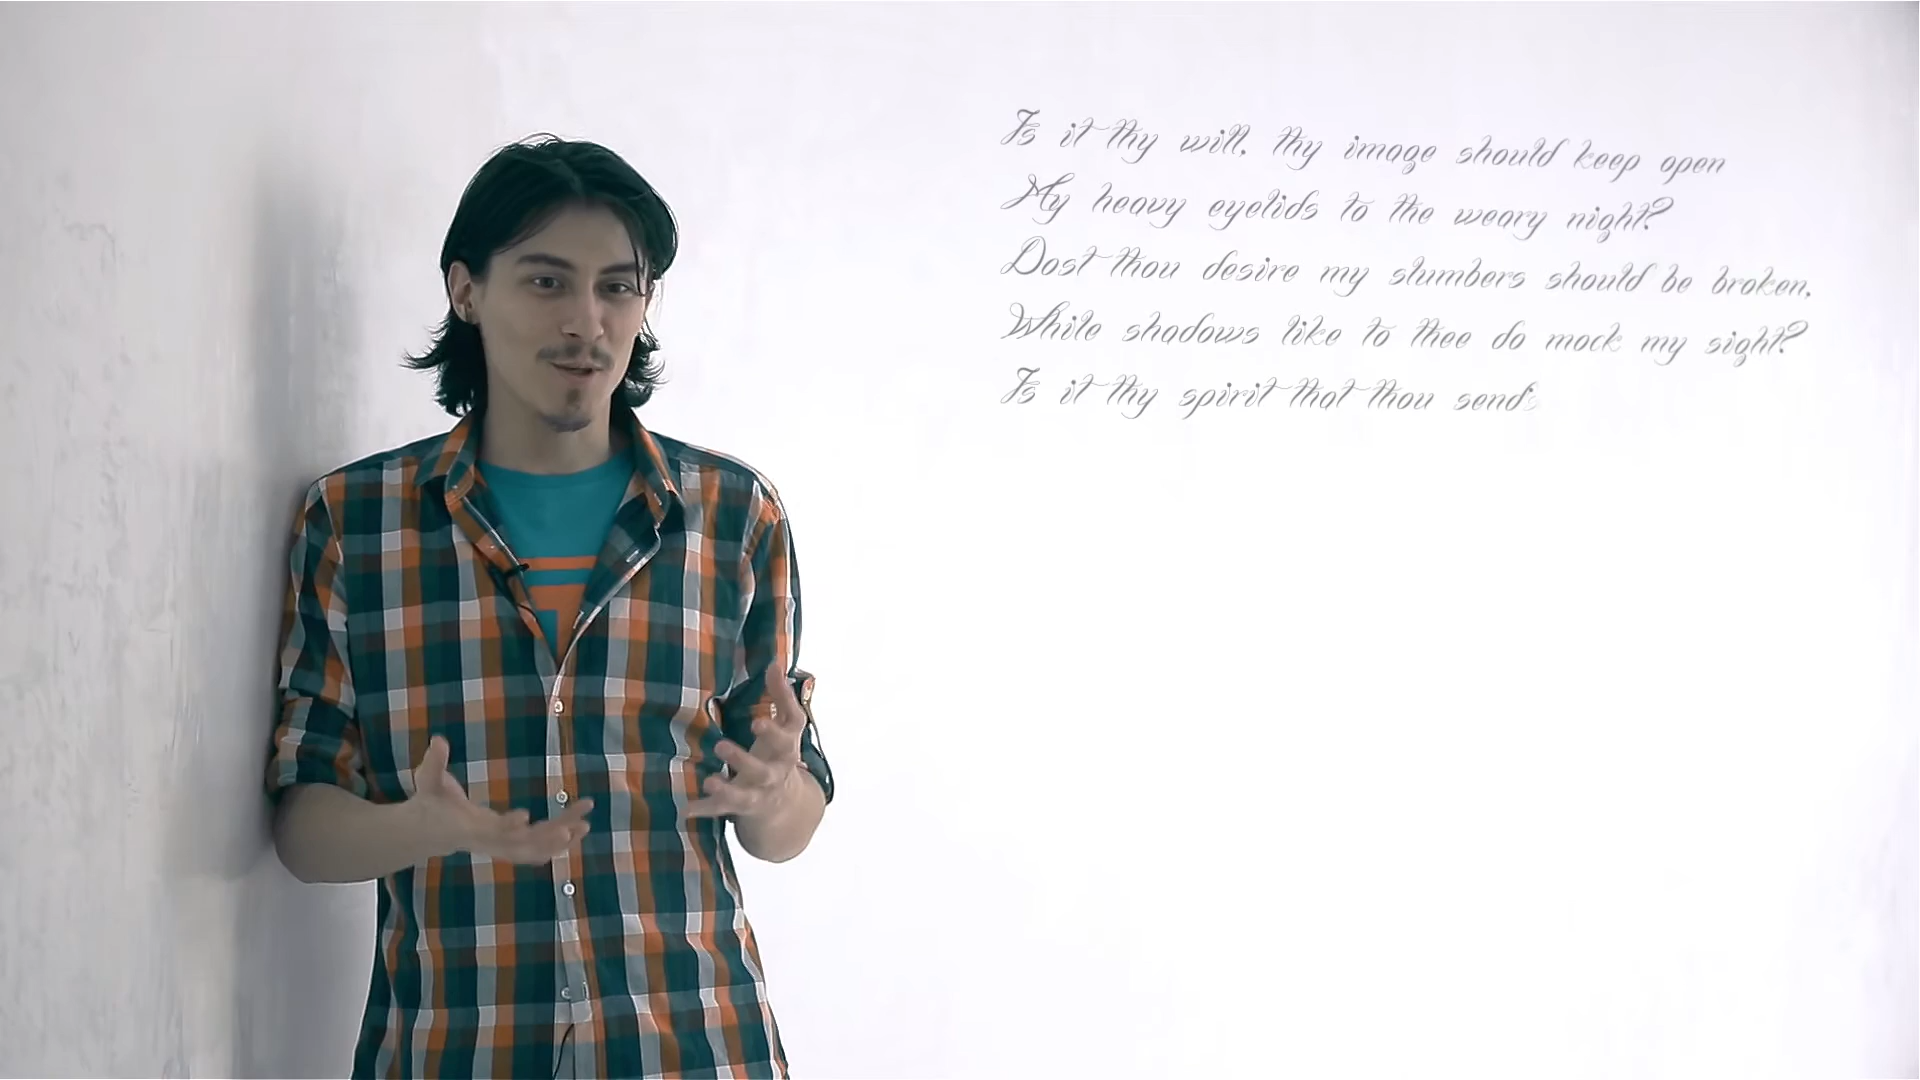 Is it thy will, thy image should keep open
My heavy eyelids to the weary night?
Dost thou desire my slumbers should be broken,
While shadows like to thee do mock my sight?
Is it thy spirit that thou sends